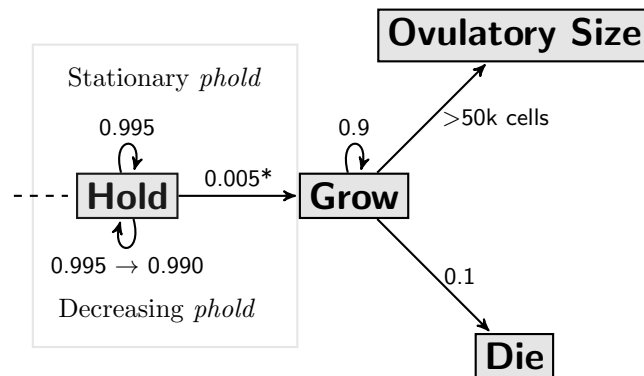 Ovulatory Size
Stationary phold
0.995
0.9
>50k cells
Hold
0.005*
Grow
0.995 → 0.990
Decreasing phold
0.1
Die